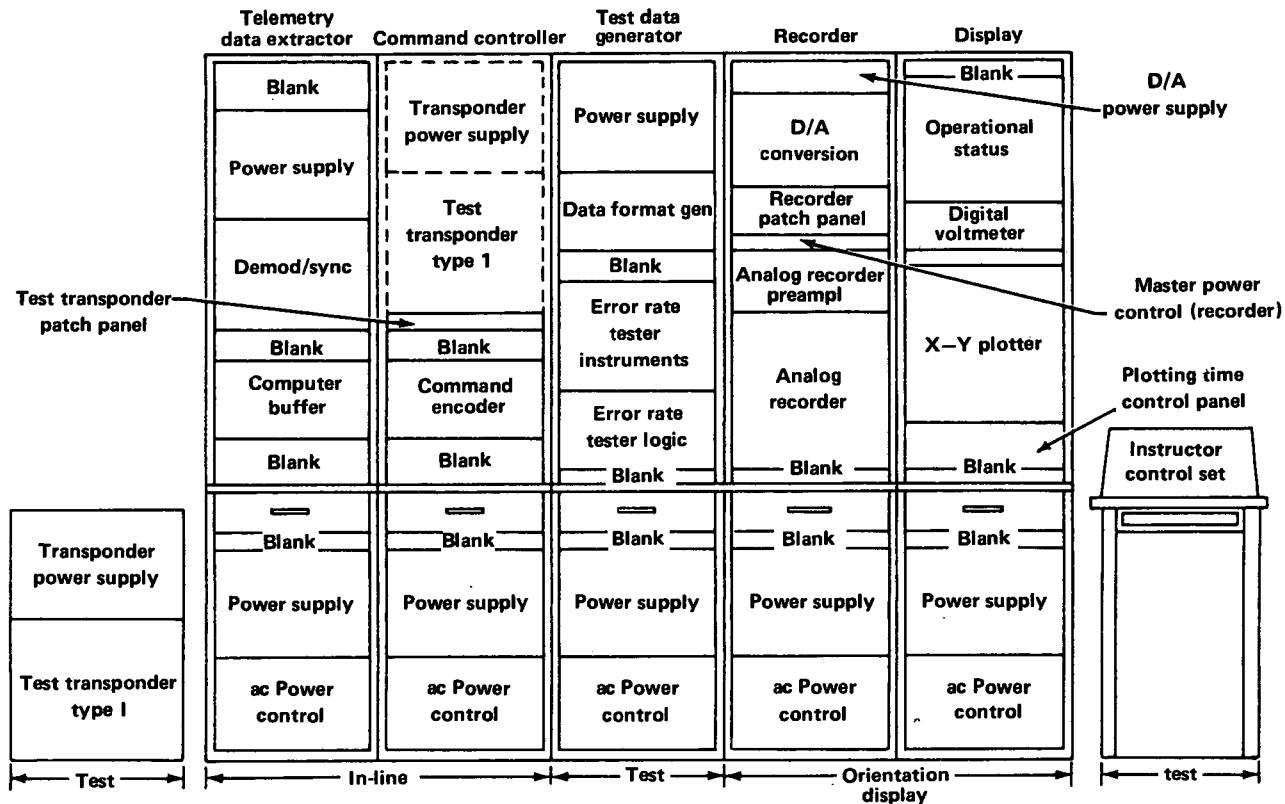 Telemetry
data extractor
Command controller
Test data
generator
Recorder
Display
Blank
Power supply
Demod/sync
Blank
Computer
buffer
Blank
Blank
Power supply
ac Power
control
Transponder
power supply
Test
transponder
type 1
Blank
Command
encoder
Blank
Blank
Power supply
ac Power
control
Power supply
Data format gen
Blank
Error rate
tester
instruments
Error rate
tester logic
Blank
Blank
Power supply
ac Power
control
D/A
conversion
Recorder
patch panel
Analog recorder
preampl
Analog
recorder
Blank
Blank
Power supply
ac Power
control
Blank
Operational
status
Digital
voltmeter
X–Y plotter
Blank
Blank
Power supply
ac Power
control
D/A
power supply
Master power
control (recorder)
Plotting time
control panel
Instructor
control set
Test transponder
patch panel
Transponder
power supply
Test transponder
type I
Test
In-line
Test
Orientation
display
test